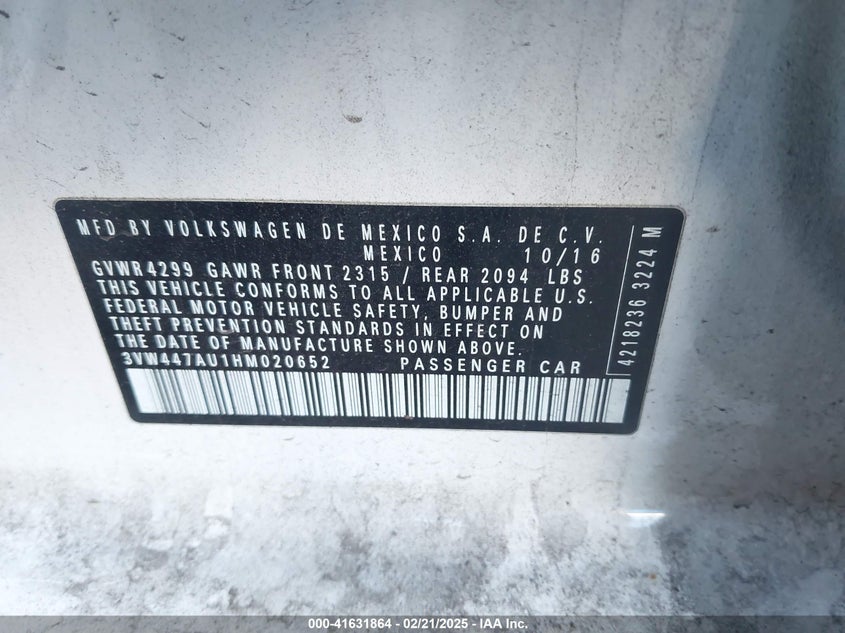 MFD BY VOLKSWAGEN DE MEXICO S.A. DE C.V.
MEXICO 10/16
GVWR4299 GAWR FRONT 2315 / REAR 2094 LBS
THIS VEHICLE CONFORMS TO ALL APPLICABLE U.S.
FEDERAL MOTOR VEHICLE SAFETY, BUMPER AND
THEFT PREVENTION STANDARDS IN EFFECT ON
THE DATE OF MANUFACTURE SHOWN ABOVE.
3VW447AU1HM020652 PASSENGER CAR
4218236 3224 M
000-41631864 / 02/21/2025 / IAA Inc.